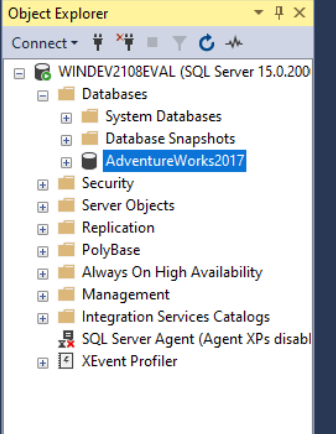 Object Explorer
Connect
WINDEV2108EVAL (SQL Server 15.0.200
Databases
System Databases
Database Snapshots
AdventureWorks2017
Security
Server Objects
Replication
PolyBase
Always On High Availability
Management
Integration Services Catalogs
SQL Server Agent (Agent XPs disabl
XEvent Profiler